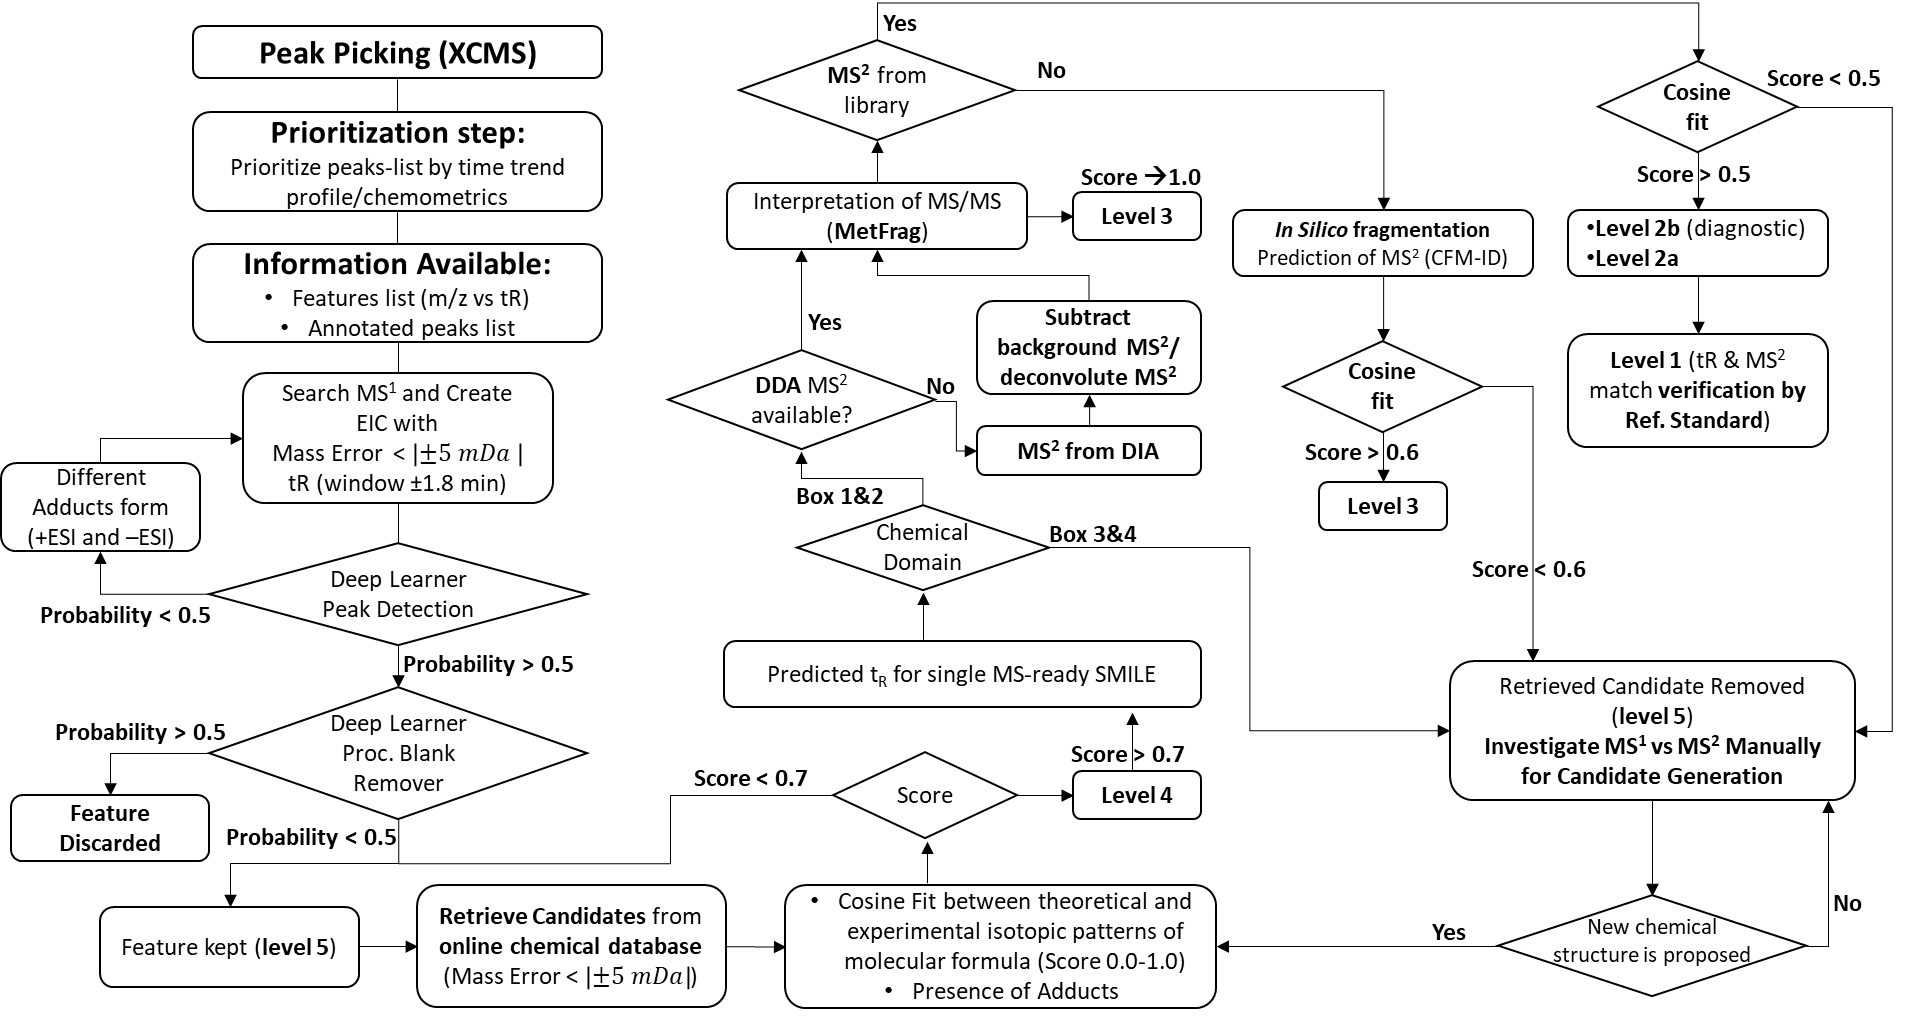 Peak Picking (XCMS)
Prioritization step:
Prioritize peaks-list by time trend
profile/chemometrics
Information Available:
• Features list (m/z vs tR)
• Annotated peaks list
Search MS¹ and Create
EIC with
Mass Error < |±5 mDa |
tR (window ±1.8 min)
Different
Adducts form
(+ESI and –ESI)
Deep Learner
Peak Detection
Probability < 0.5
Probability > 0.5
Deep Learner
Proc. Blank
Remover
Probability > 0.5
Feature
Discarded
Probability < 0.5
Feature kept (level 5)
Retrieve Candidates from
online chemical database
(Mass Error < |±5 mDa|)
• Cosine Fit between theoretical and
experimental isotopic patterns of
molecular formula (Score 0.0-1.0)
• Presence of Adducts
Score
Score < 0.7
Score > 0.7
Level 4
Predicted tR for single MS-ready SMILE
Chemical
Domain
Box 1&2
Box 3&4
DDA MS²
available?
Yes
No
MS² from DIA
Subtract
background MS²/
deconvolute MS²
Interpretation of MS/MS
(MetFrag)
Score →1.0
Level 3
MS² from
library
Yes
No
In Silico fragmentation
Prediction of MS² (CFM-ID)
Cosine
fit
Score > 0.6
Level 3
Score < 0.6
Cosine
fit
Score < 0.5
Score > 0.5
•Level 2b (diagnostic)
•Level 2a
Level 1 (tR & MS²
match verification by
Ref. Standard)
Retrieved Candidate Removed
(level 5)
Investigate MS¹ vs MS² Manually
for Candidate Generation
New chemical
structure is proposed
Yes
No